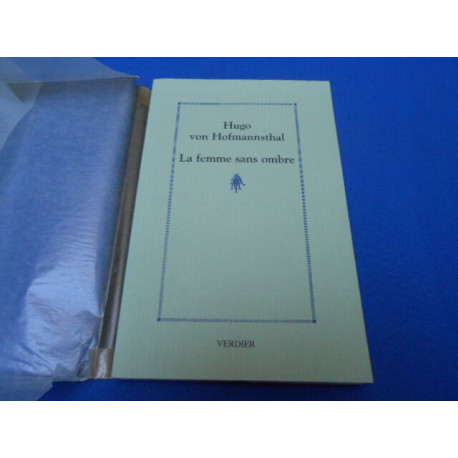 Hugo
von Hofmannsthal
La femme sans ombre
VERDIER